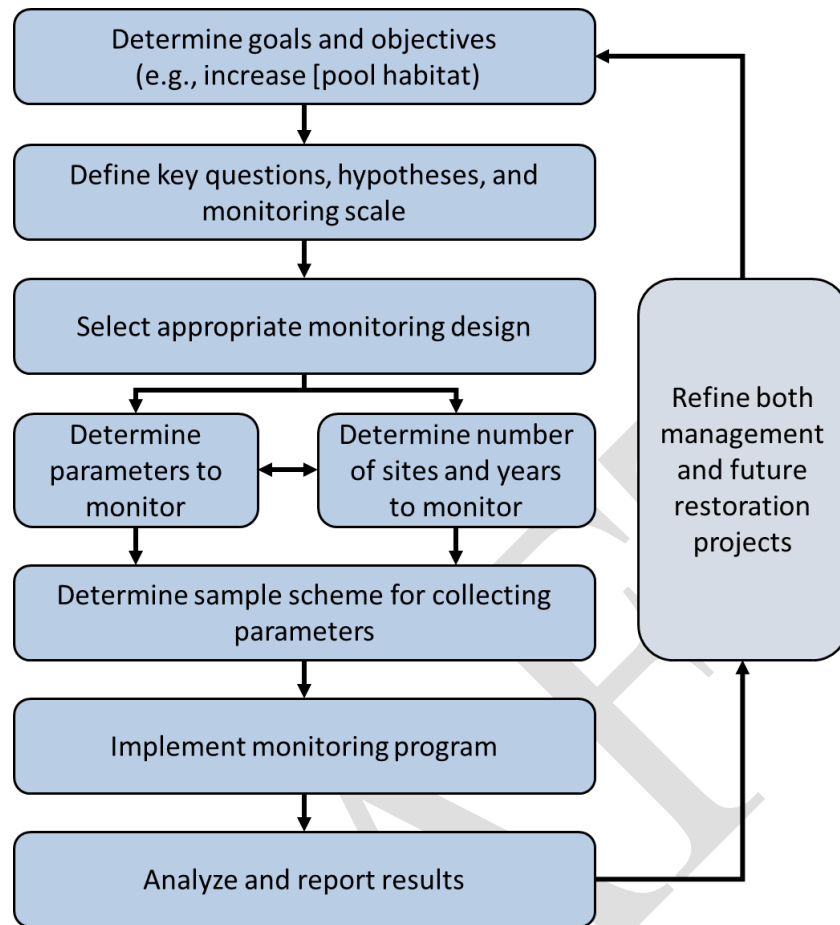 Determine goals and objectives
(e.g., increase [pool habitat)
Define key questions, hypotheses, and
monitoring scale
Select appropriate monitoring design
Determine
parameters to
monitor
Determine number
of sites and years
to monitor
Determine sample scheme for collecting
parameters
Implement monitoring program
Analyze and report results
Refine both
management
and future
restoration
projects